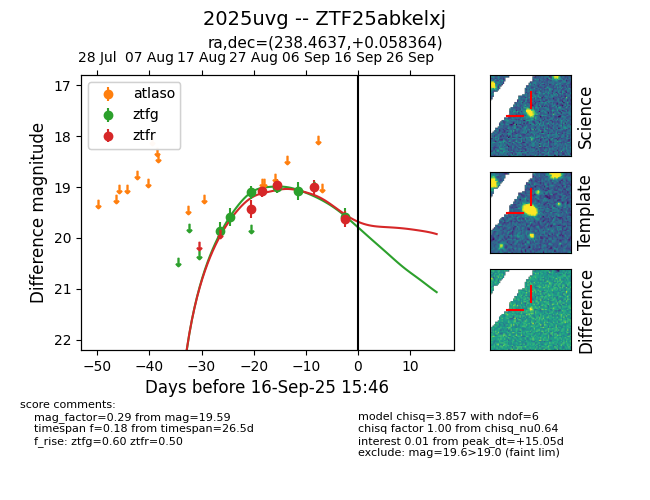 2025uvg -- ZTF25abkelxj
ra,dec=(238.4637,+0.058364)
28 Jul 07 Aug 17 Aug 27 Aug 06 Sep 16 Sep 26 Sep
17
18
19
20
21
22
Difference magnitude
atlaso
ztfg
ztfr
−50 −40 −30 −20 −10 0 10
Days before 16-Sep-25 15:46
Science
Template
Difference
score comments:
mag_factor=0.29 from mag=19.59
timespan f=0.18 from timespan=26.5d
f_rise: ztfg=0.60 ztfr=0.50
model chisq=3.857 with ndof=6
chisq factor 1.00 from chisq_nu0.64
interest 0.01 from peak_dt=+15.05d
exclude: mag=19.6>19.0 (faint lim)